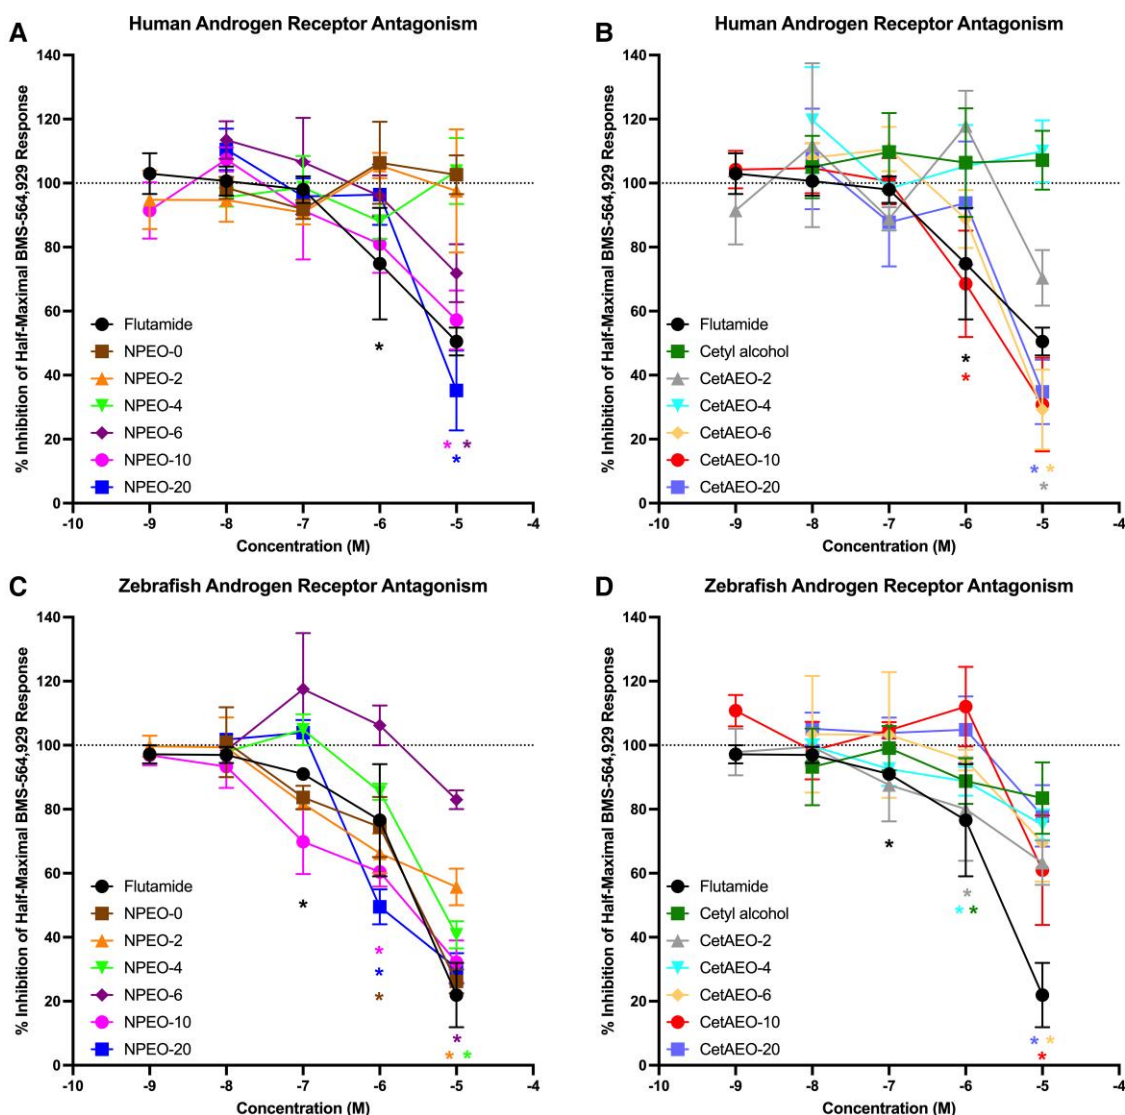 A
Human Androgen Receptor Antagonism
% Inhibition of Half-Maximal BMS-564,929 Response
140
120
100
80
60
40
20
0
Flutamide
NPEO-0
NPEO-2
NPEO-4
NPEO-6
NPEO-10
NPEO-20
*
* *
*
-10
-9
-8
-7
-6
-5
-4
Concentration (M)
B
Human Androgen Receptor Antagonism
% Inhibition of Half-Maximal BMS-564,929 Response
140
120
100
80
60
40
20
0
Flutamide
Cetyl alcohol
CetAEO-2
CetAEO-4
CetAEO-6
CetAEO-10
CetAEO-20
*
*
* *
*
-10
-9
-8
-7
-6
-5
-4
Concentration (M)
C
Zebrafish Androgen Receptor Antagonism
% Inhibition of Half-Maximal BMS-564,929 Response
140
120
100
80
60
40
20
0
Flutamide
NPEO-0
NPEO-2
NPEO-4
NPEO-6
NPEO-10
NPEO-20
*
*
*
*
*
* *
-10
-9
-8
-7
-6
-5
-4
Concentration (M)
D
Zebrafish Androgen Receptor Antagonism
% Inhibition of Half-Maximal BMS-564,929 Response
140
120
100
80
60
40
20
0
Flutamide
Cetyl alcohol
CetAEO-2
CetAEO-4
CetAEO-6
CetAEO-10
CetAEO-20
*
*
* *
* *
*
-10
-9
-8
-7
-6
-5
-4
Concentration (M)